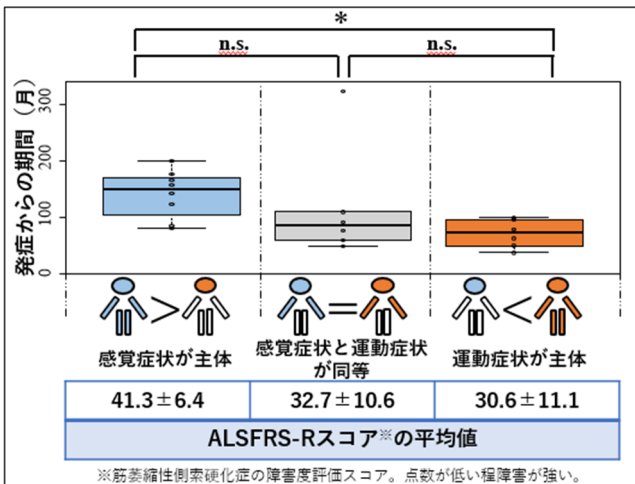 *
n.s.
n.s.
発症からの期間（月）
300
200
100
0
>
=
<
感覚症状が主体
感覚症状と運動症状
が同等
運動症状が主体
41.3±6.4
32.7±10.6
30.6±11.1
ALSFRS-Rスコア※の平均値
※筋萎縮性側索硬化症の障害度評価スコア。点数が低い程障害が強い。